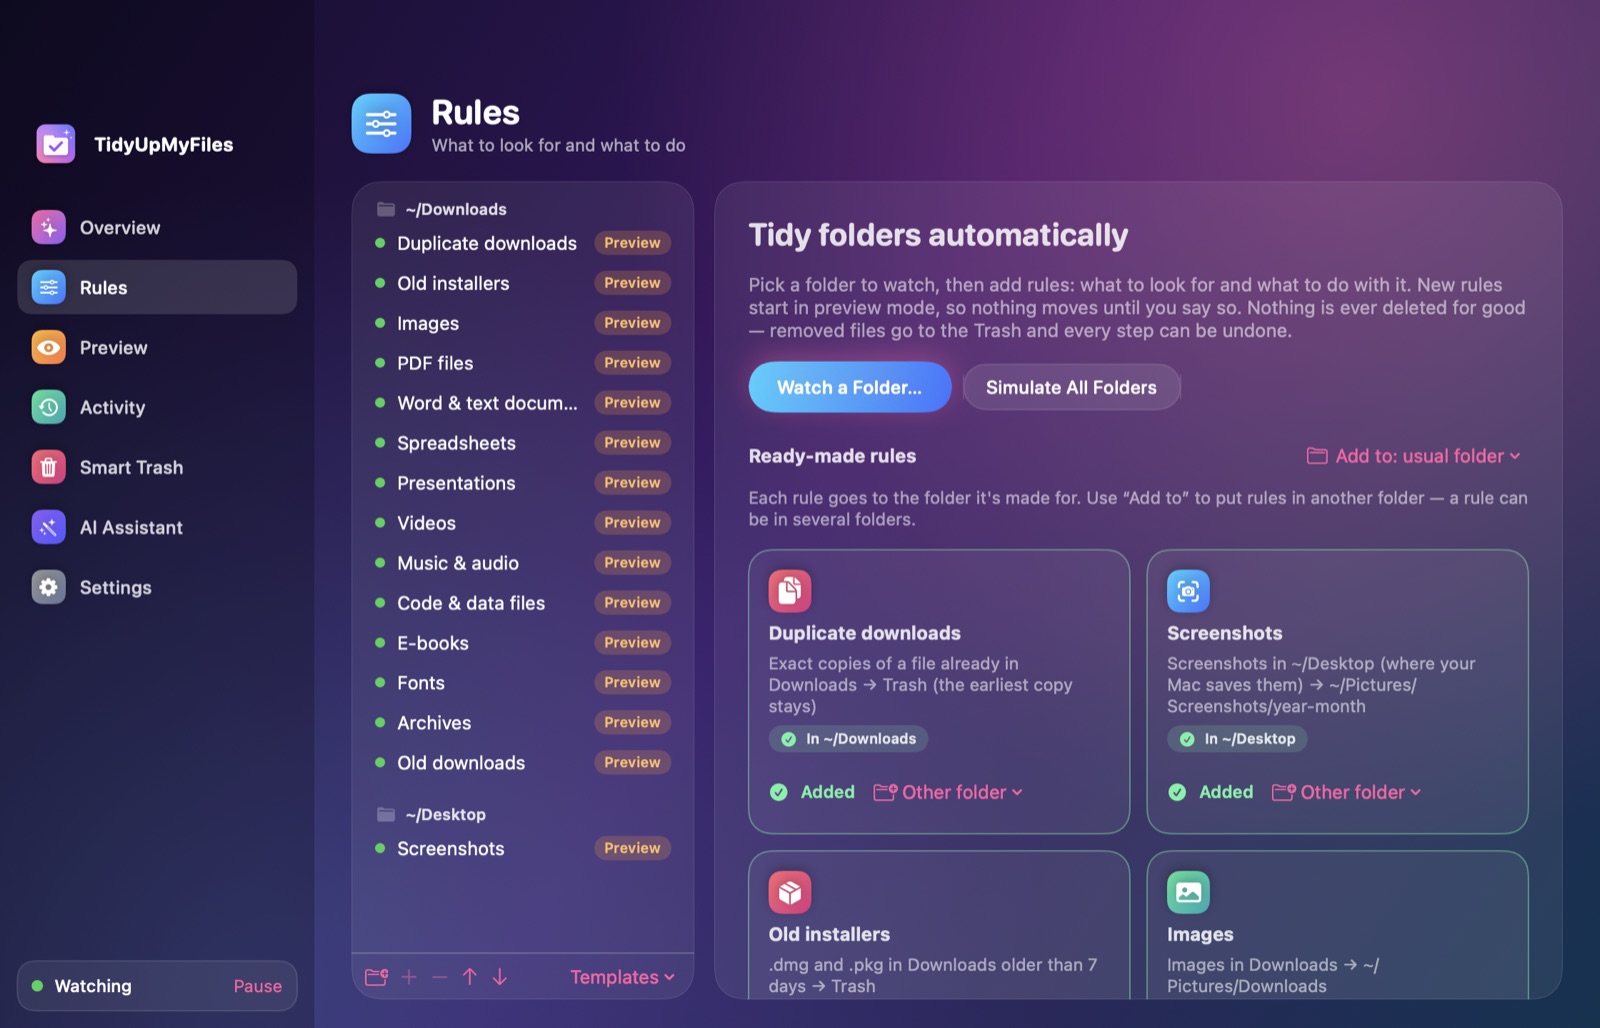 TidyUpMyFiles
Overview
Rules
Preview
Activity
Smart Trash
AI Assistant
Settings
Watching
Pause
Rules
What to look for and what to do
~/Downloads
Duplicate downloads Preview
Old installers Preview
Images Preview
PDF files Preview
Word & text docum... Preview
Spreadsheets Preview
Presentations Preview
Videos Preview
Music & audio Preview
Code & data files Preview
E-books Preview
Fonts Preview
Archives Preview
Old downloads Preview
~/Desktop
Screenshots Preview
Templates
Tidy folders automatically
Pick a folder to watch, then add rules: what to look for and what to do with it. New rules
start in preview mode, so nothing moves until you say so. Nothing is ever deleted for good
— removed files go to the Trash and every step can be undone.
Watch a Folder...
Simulate All Folders
Ready-made rules
Add to: usual folder
Each rule goes to the folder it's made for. Use “Add to” to put rules in another folder — a rule can
be in several folders.
Duplicate downloads
Exact copies of a file already in
Downloads → Trash (the earliest copy
stays)
In ~/Downloads
Added Other folder
Screenshots
Screenshots in ~/Desktop (where your
Mac saves them) → ~/Pictures/
Screenshots/year-month
In ~/Desktop
Added Other folder
Old installers
.dmg and .pkg in Downloads older than 7
days → Trash
Images
Images in Downloads → ~/
Pictures/Downloads